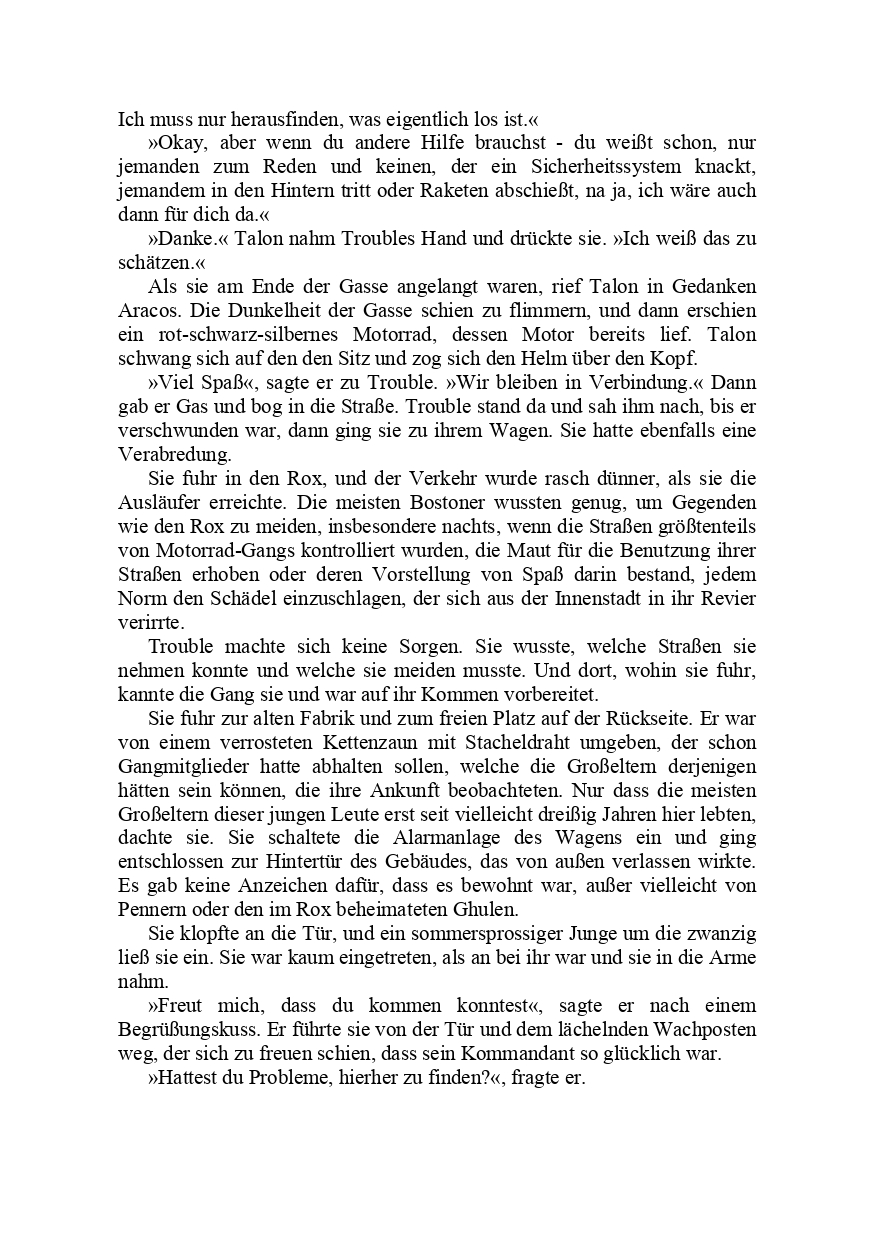 Ich muss nur herausfinden, was eigentlich los ist.«
»Okay, aber wenn du andere Hilfe brauchst - du weißt schon, nur
jemanden zum Reden und keinen, der ein Sicherheitssystem knackt,
jemandem in den Hintern tritt oder Raketen abschießt, na ja, ich wäre auch
dann für dich da.«
»Danke.« Talon nahm Troubles Hand und drückte sie. »Ich weiß das zu
schätzen.«
Als sie am Ende der Gasse angelangt waren, rief Talon in Gedanken
Aracos. Die Dunkelheit der Gasse schien zu flimmern, und dann erschien
ein rot-schwarz-silbernes Motorrad, dessen Motor bereits lief. Talon
schwang sich auf den den Sitz und zog sich den Helm über den Kopf.
»Viel Spaß«, sagte er zu Trouble. »Wir bleiben in Verbindung.« Dann
gab er Gas und bog in die Straße. Trouble stand da und sah ihm nach, bis er
verschwunden war, dann ging sie zu ihrem Wagen. Sie hatte ebenfalls eine
Verabredung.
Sie fuhr in den Rox, und der Verkehr wurde rasch dünner, als sie die
Ausläufer erreichte. Die meisten Bostoner wussten genug, um Gegenden
wie den Rox zu meiden, insbesondere nachts, wenn die Straßen größtenteils
von Motorrad-Gangs kontrolliert wurden, die Maut für die Benutzung ihrer
Straßen erhoben oder deren Vorstellung von Spaß darin bestand, jedem
Norm den Schädel einzuschlagen, der sich aus der Innenstadt in ihr Revier
verirrte.
Trouble machte sich keine Sorgen. Sie wusste, welche Straßen sie
nehmen konnte und welche sie meiden musste. Und dort, wohin sie fuhr,
kannte die Gang sie und war auf ihr Kommen vorbereitet.
Sie fuhr zur alten Fabrik und zum freien Platz auf der Rückseite. Er war
von einem verrosteten Kettenzaun mit Stacheldraht umgeben, der schon
Gangmitglieder hatte abhalten sollen, welche die Großeltern derjenigen
hätten sein können, die ihre Ankunft beobachteten. Nur dass die meisten
Großeltern dieser jungen Leute erst seit vielleicht dreißig Jahren hier lebten,
dachte sie. Sie schaltete die Alarmanlage des Wagens ein und ging
entschlossen zur Hintertür des Gebäudes, das von außen verlassen wirkte.
Es gab keine Anzeichen dafür, dass es bewohnt war, außer vielleicht von
Pennern oder den im Rox beheimateten Ghulen.
Sie klopfte an die Tür, und ein sommersprossiger Junge um die zwanzig
ließ sie ein. Sie war kaum eingetreten, als an bei ihr war und sie in die Arme
nahm.
»Freut mich, dass du kommen konntest«, sagte er nach einem
Begrüßungskuss. Er führte sie von der Tür und dem lächelnden Wachposten
weg, der sich zu freuen schien, dass sein Kommandant so glücklich war.
»Hattest du Probleme, hierher zu finden?«, fragte er.